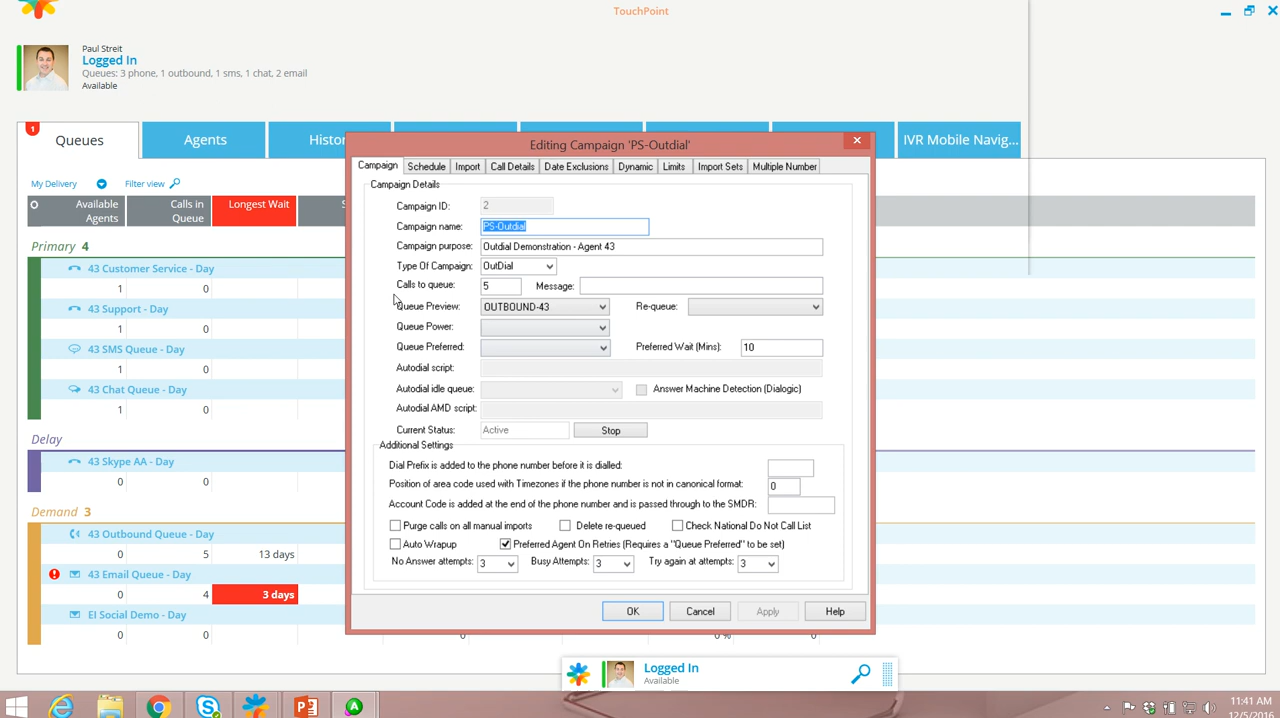 TouchPoint
Paul Streit
Logged In
Queues: 3 phone, 1 outbound, 1 sms, 1 chat, 2 email
Available
1
Queues
Agents
Histor
IVR Mobile Navig...
My Delivery
Filter view
Available Agents
Calls in Queue
Longest Wait
S
Primary 4
43 Customer Service - Day
1 0
43 Support - Day
1 0
43 SMS Queue - Day
1 0
43 Chat Queue - Day
1 0
Delay
43 Skype AA - Day
0 0
Demand 3
43 Outbound Queue - Day
0 5 13 days
43 Email Queue - Day
0 4 3 days
EI Social Demo - Day
0 0 0 0 % 0
Editing Campaign 'PS-Outdial'
Campaign Schedule Import Call Details Date Exclusions Dynamic Limits Import Sets Multiple Number
Campaign Details
Campaign ID: 2
Campaign name: PS-Outdial
Campaign purpose: Outdial Demonstration - Agent 43
Type Of Campaign: OutDial
Calls to queue: 5 Message:
Queue Preview: OUTBOUND-43 Re-queue:
Queue Power:
Queue Preferred: Preferred Wait (Mins): 10
Autodial script:
Autodial idle queue: Answer Machine Detection (Dialogic)
Autodial AMD script:
Current Status: Active Stop
Additional Settings
Dial Prefix is added to the phone number before it is dialled:
Position of area code used with Timezones if the phone number is not in canonical format: 0
Account Code is added at the end of the phone number and is passed through to the SMDR:
Purge calls on all manual imports Delete re-queued Check National Do Not Call List
Auto Wrapup Preferred Agent On Retries (Requires a "Queue Preferred" to be set)
No Answer attempts: 3 Busy Attempts: 3 Try again at attempts: 3
OK Cancel Apply Help
Logged In
Available
11:41 AM
12/5/2016